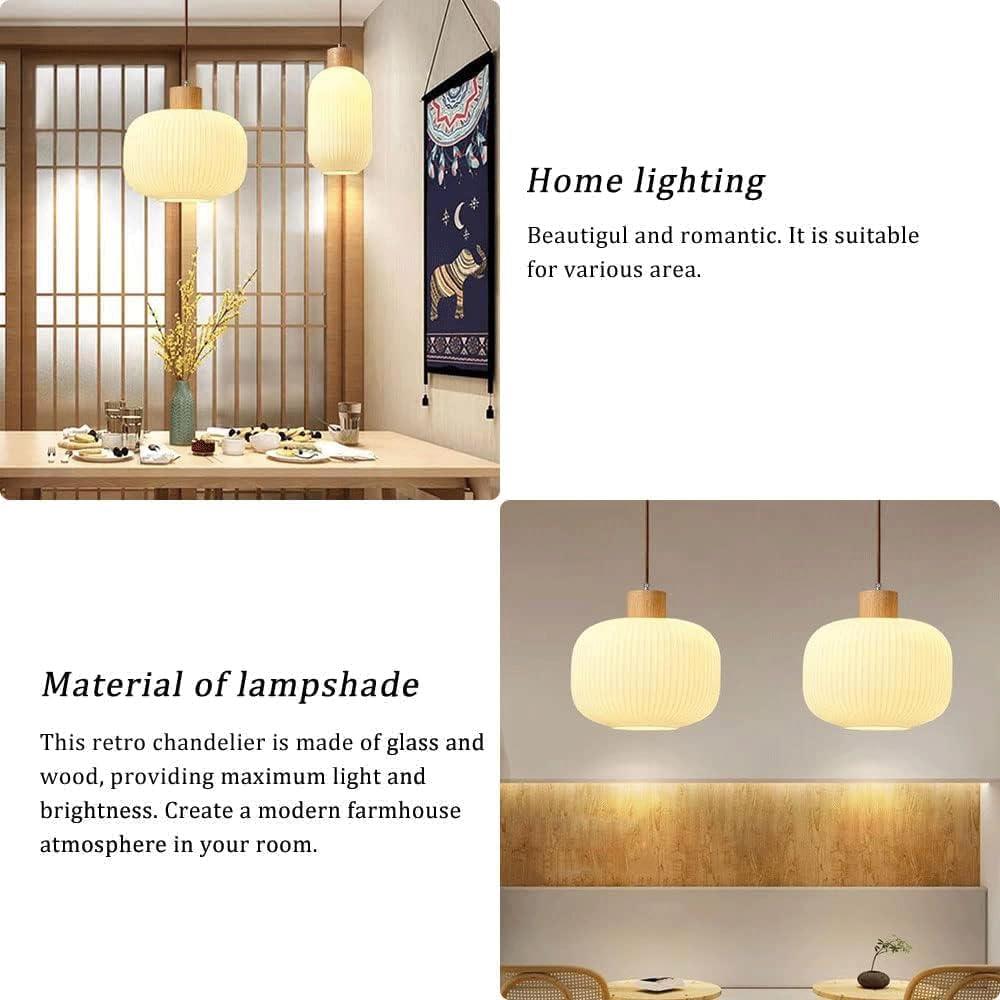 Home lighting
Beautigul and romantic. It is suitable
for various area.
Material of lampshade
This retro chandelier is made of glass and
wood, providing maximum light and
brightness. Create a modern farmhouse
atmosphere in your room.